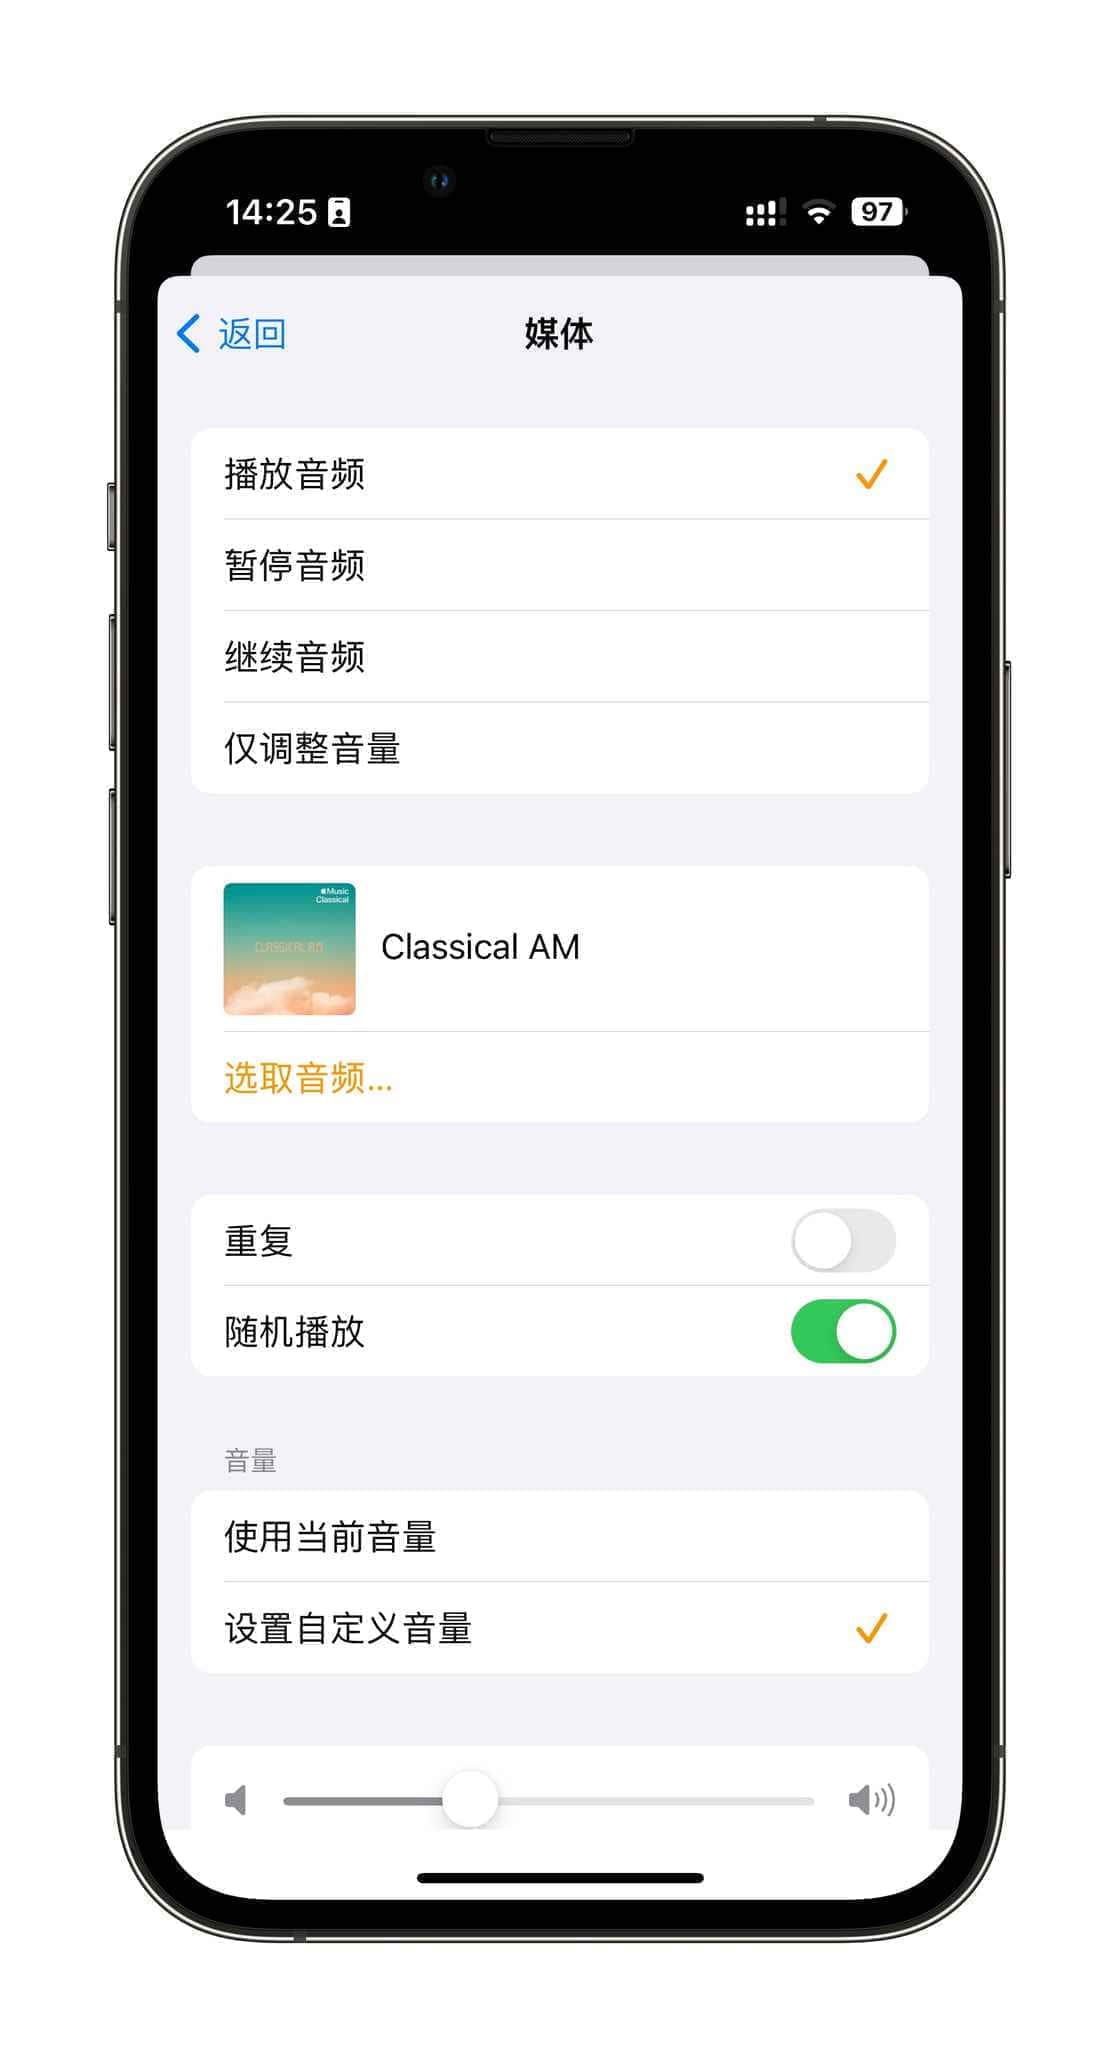 14:25
97
返回
媒体
播放音频
暂停音频
继续音频
仅调整音量
Music
Classical
CLASSICAL AM
Classical AM
选取音频...
重复
随机播放
音量
使用当前音量
设置自定义音量